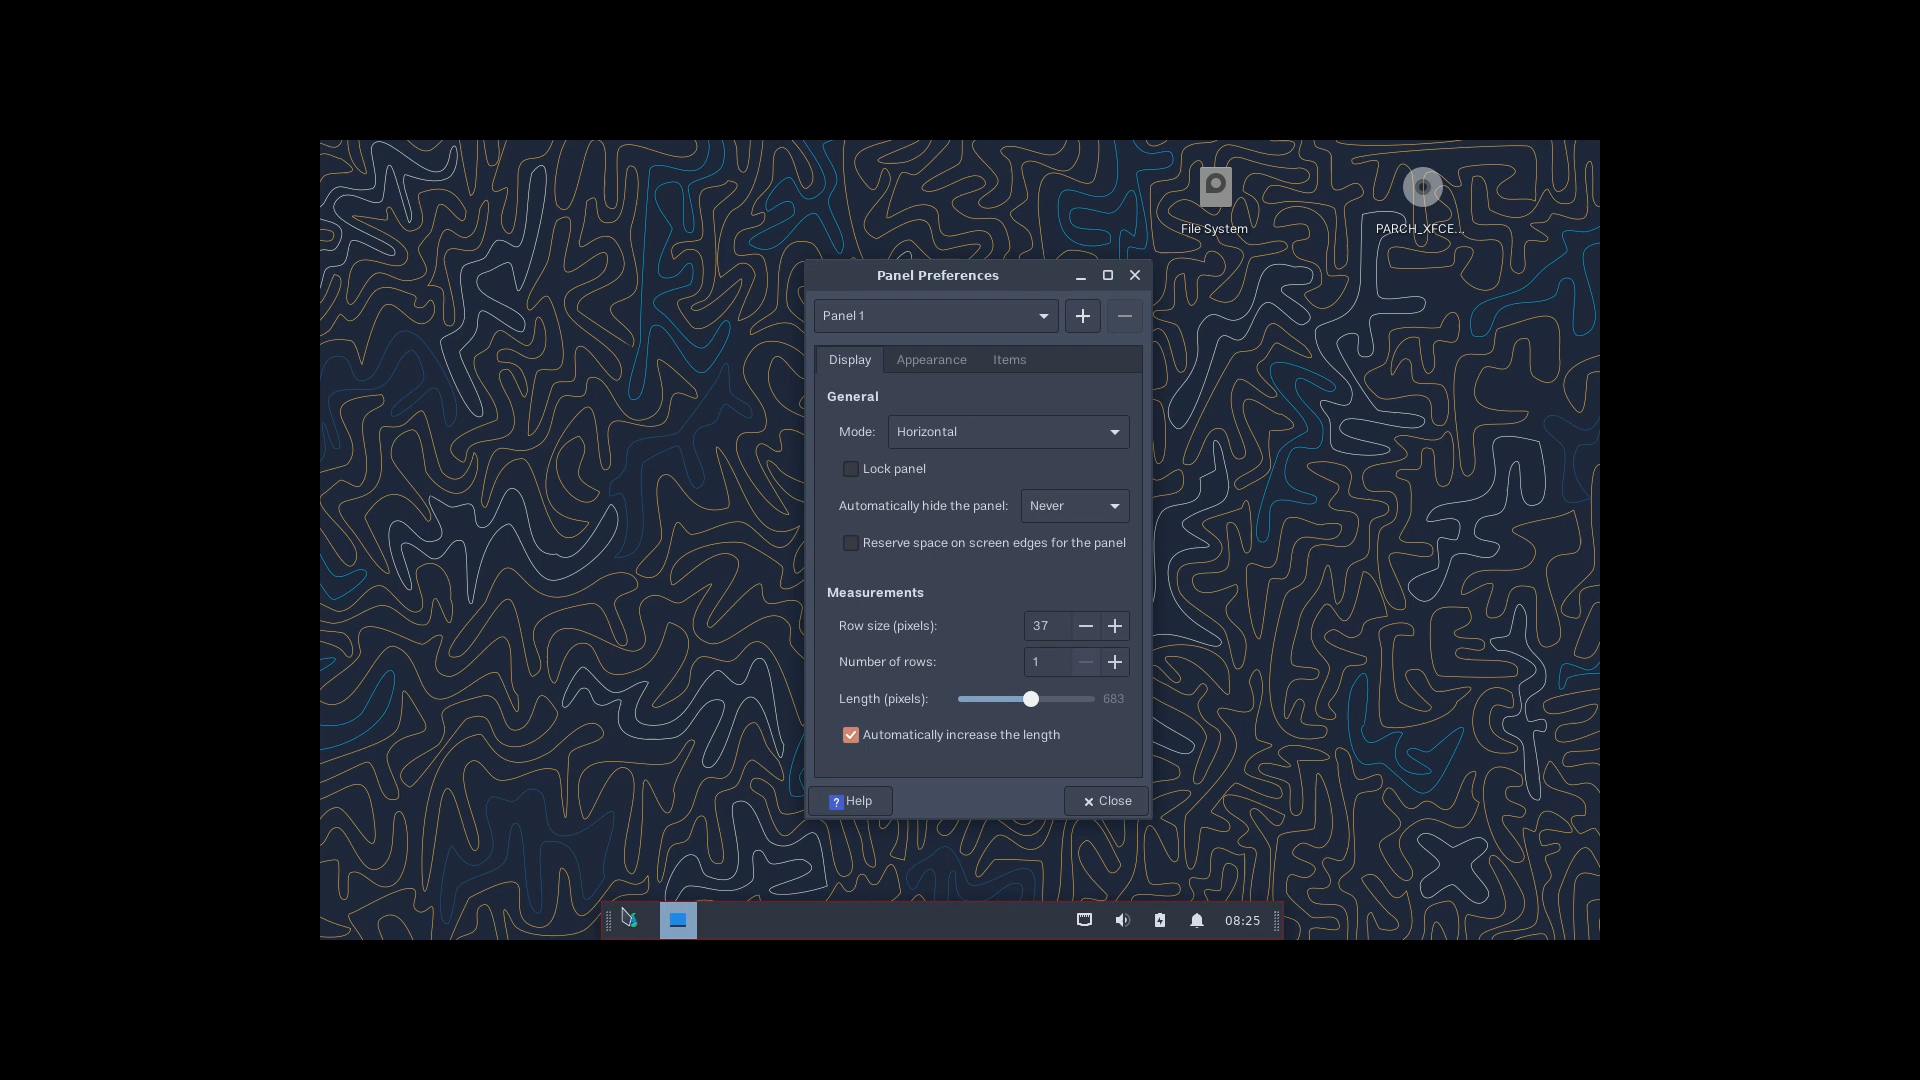 File System
PARCH_XFCE...
Panel Preferences
Panel 1
Display
Appearance
Items
General
Mode:
Horizontal
Lock panel
Automatically hide the panel:
Never
Reserve space on screen edges for the panel
Measurements
Row size (pixels):
37
Number of rows:
1
Length (pixels):
683
Automatically increase the length
? Help
Close
08:25